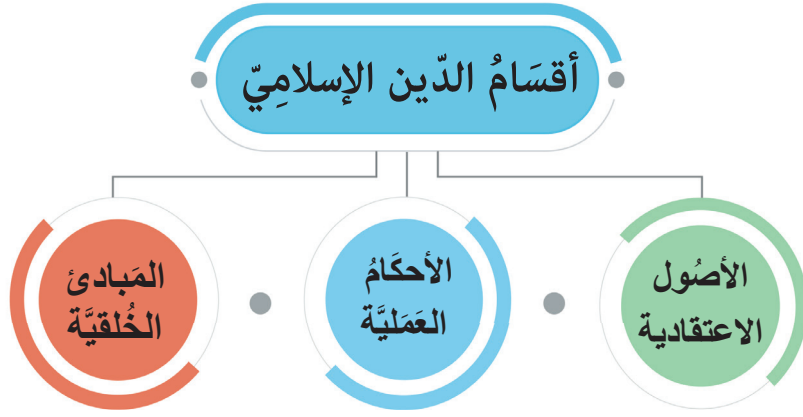 أقسَامُ الدّين الإسلامِيّ
الأصُول
الاعتقادية
الأحكَامُ
العَمَليَّة
المَبادئ
الخُلقيَّة